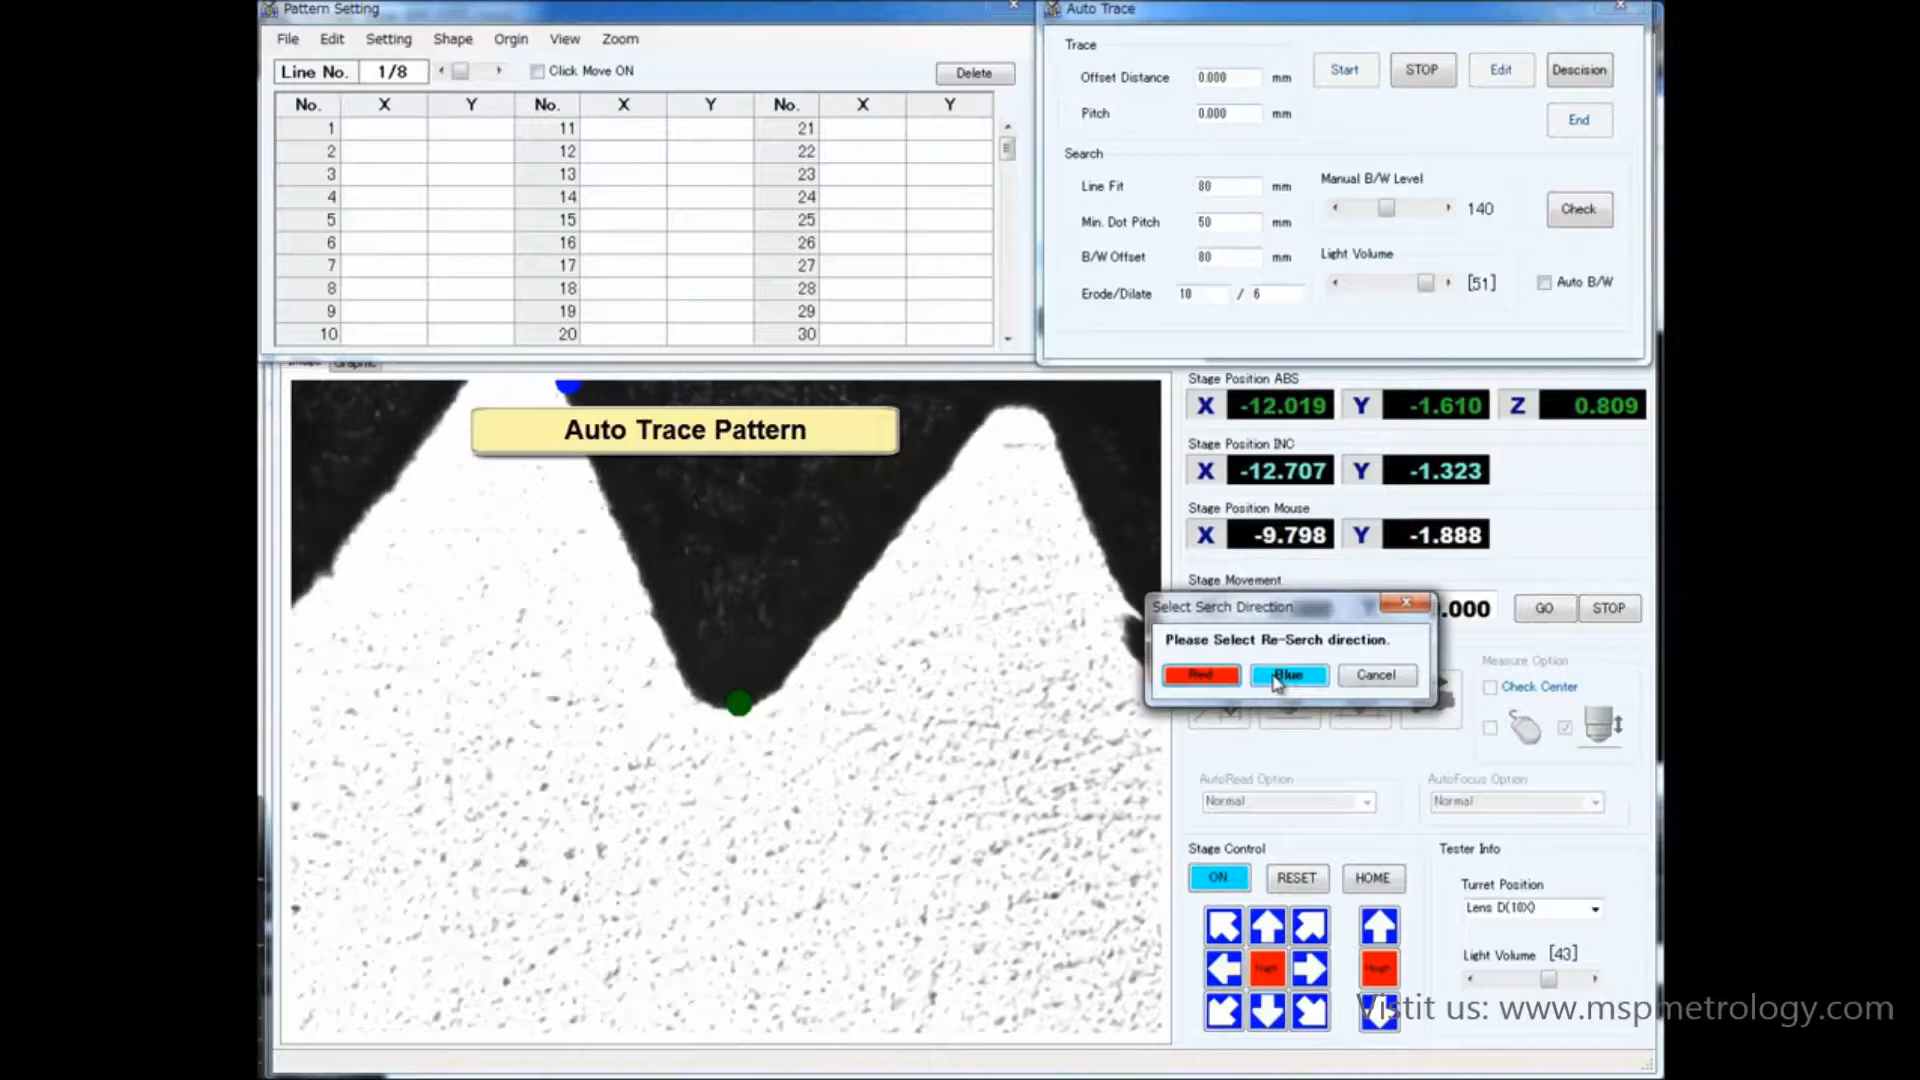 Pattern Setting
File Edit Setting Shape Orgin View Zoom
Line No. 1/8 Click Move ON Delete
No. X Y No. X Y No. X Y
1 11 21
2 12 22
3 13 23
4 14 24
5 15 25
6 16 26
7 17 27
8 18 28
9 19 29
10 20 30
Auto Trace
Trace
Offset Distance 0.000 mm Start STOP Edit Descision
Pitch 0.000 mm End
Search
Line Fit 80 mm Manual B/W Level
140 Check
Min. Dot Pitch 50 mm
B/W Offset 80 mm Light Volume
[51] Auto B/W
Erode/Dilate 10 / 6
Graphic
Auto Trace Pattern
Stage Position ABS
X -12.019 Y -1.610 Z 0.809
Stage Position INC
X -12.707 Y -1.323
Stage Position Mouse
X -9.798 Y -1.888
Stage Movement
.000 GO STOP
Select Serch Direction
Please Select Re-Serch direction.
Red Blue Cancel
Measure Option
Check Center
AutoRead Option AutoFocus Option
Normal Normal
Stage Control Tester Info
ON RESET HOME
Turret Position
Lens D(10X)
High High
Light Volume [43]
Vistit us: www.mspmetrology.com